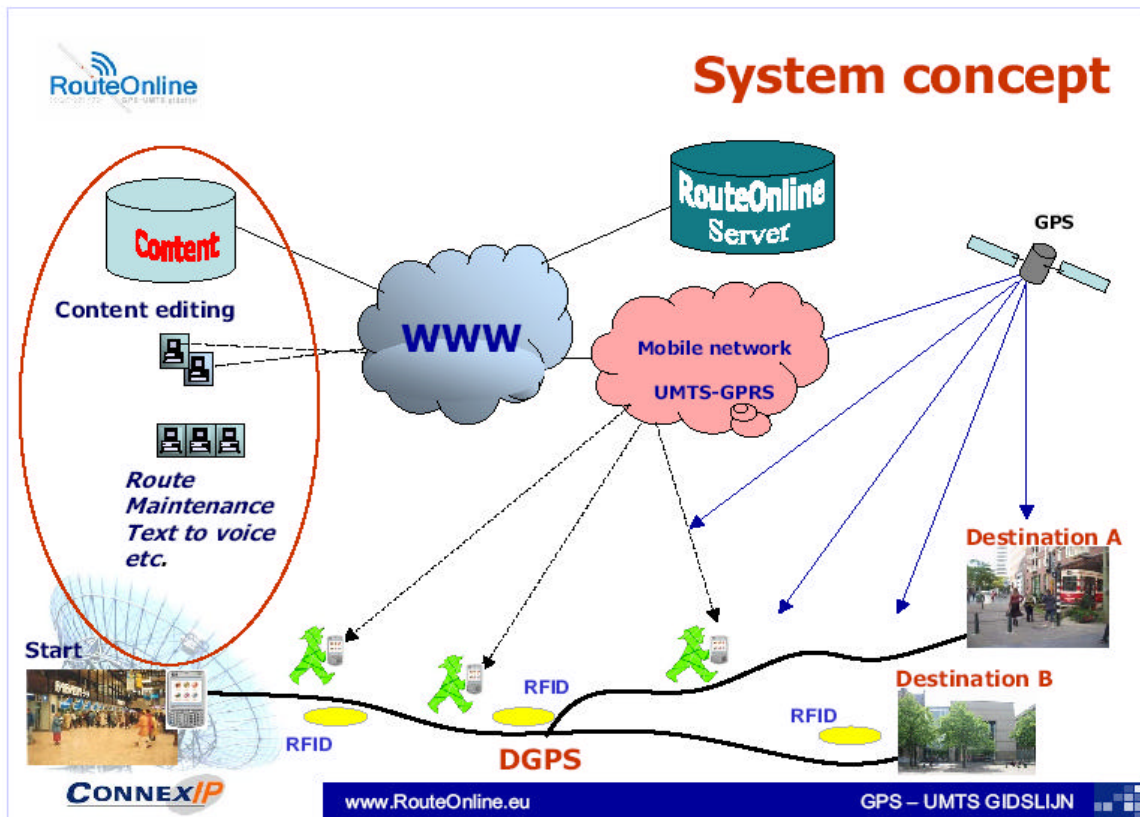 RouteOnline
System concept
RouteOnline
Server
GPS
Content
Content editing
WWW
Mobile network
UMTS-GPRS
Route
Maintenance
Text to voice
etc.
Destination A
Start
Destination B
RFID
RFID
RFID
DGPS
CONNEXIP
www.RouteOnline.eu
GPS – UMTS GIDSLIJN